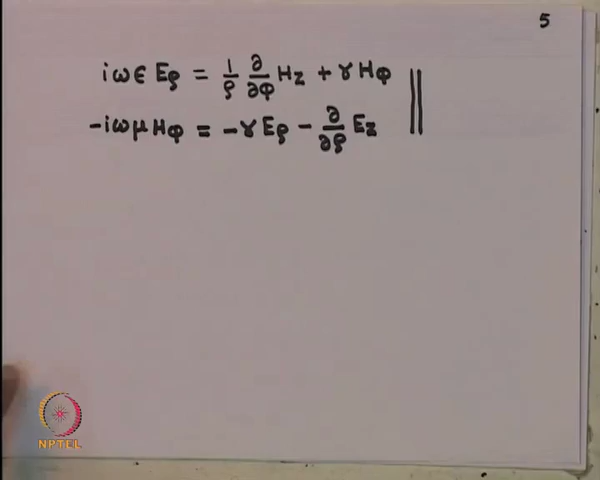 5
iωϵ Eρ = 1/ρ ∂/∂φ Hz + γ Hφ
-iωμ Hφ = -γ Eρ - ∂/∂ρ Ez
NPTEL